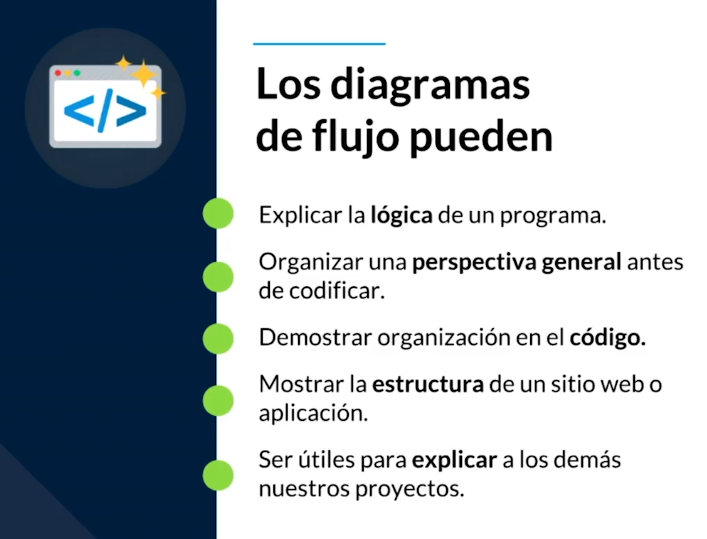 </>
Los diagramas
de flujo pueden
Explicar la lógica de un programa.
Organizar una perspectiva general antes
de codificar.
Demostrar organización en el código.
Mostrar la estructura de un sitio web o
aplicación.
Ser útiles para explicar a los demás
nuestros proyectos.